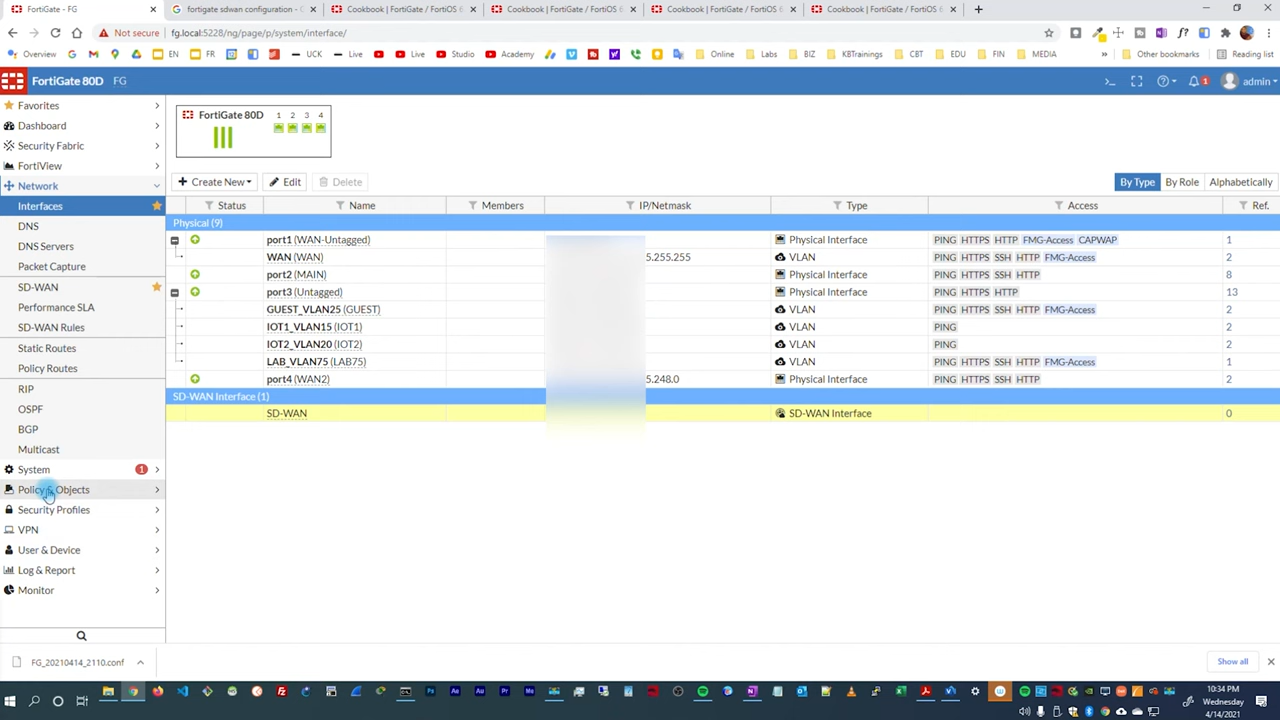 FortiGate - FG
fortigate sdwan configuration - G
Cookbook | FortiGate / FortiOS 6
Cookbook | FortiGate / FortiOS 6
Cookbook | FortiGate / FortiOS 6
Cookbook | FortiGate / FortiOS 6
Not secure fg.local:5228/ng/page/p/system/interface/
Overview EN FR UCK Live Live Studio Academy Online Labs BIZ KBTrainings CBT EDU FIN MEDIA » Other bookmarks Reading list
FortiGate 80D FG >_ 1 admin
Favorites
Dashboard
Security Fabric
FortiView
Network
Interfaces
DNS
DNS Servers
Packet Capture
SD-WAN
Performance SLA
SD-WAN Rules
Static Routes
Policy Routes
RIP
OSPF
BGP
Multicast
System 1
Policy & Objects
Security Profiles
VPN
User & Device
Log & Report
Monitor
FortiGate 80D 1 2 3 4
+ Create New Edit Delete By Type By Role Alphabetically
Status Name Members IP/Netmask Type Access Ref.
Physical (9)
port1 (WAN-Untagged) Physical Interface PING HTTPS HTTP FMG-Access CAPWAP 1
WAN (WAN) 5.255.255 VLAN PING HTTPS SSH HTTP FMG-Access 2
port2 (MAIN) Physical Interface PING HTTPS SSH HTTP 8
port3 (Untagged) Physical Interface PING HTTPS HTTP 13
GUEST_VLAN25 (GUEST) VLAN PING HTTPS SSH HTTP FMG-Access 2
IOT1_VLAN15 (IOT1) VLAN PING 2
IOT2_VLAN20 (IOT2) VLAN PING 2
LAB_VLAN75 (LAB75) VLAN PING HTTPS SSH HTTP FMG-Access 1
port4 (WAN2) 5.248.0 Physical Interface PING HTTPS SSH HTTP 2
SD-WAN Interface (1)
SD-WAN SD-WAN Interface 0
FG_20210414_2110.conf Show all
10:34 PM
Wednesday
4/14/2021